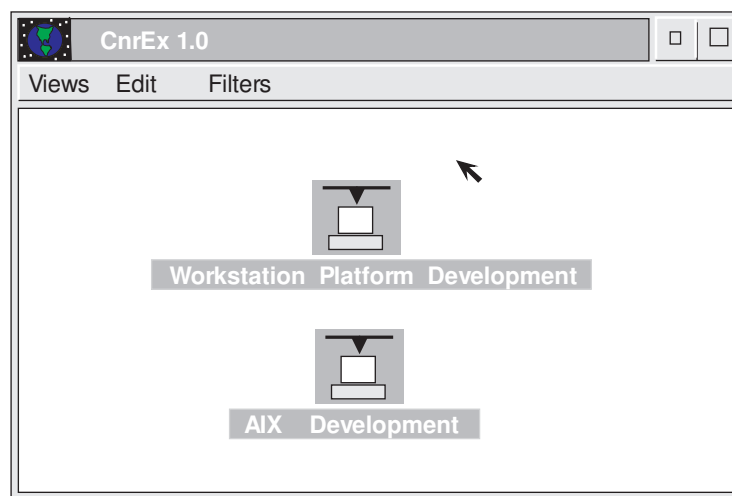 CnrEx 1.0
Views Edit Filters
Workstation Platform Development
AIX Development